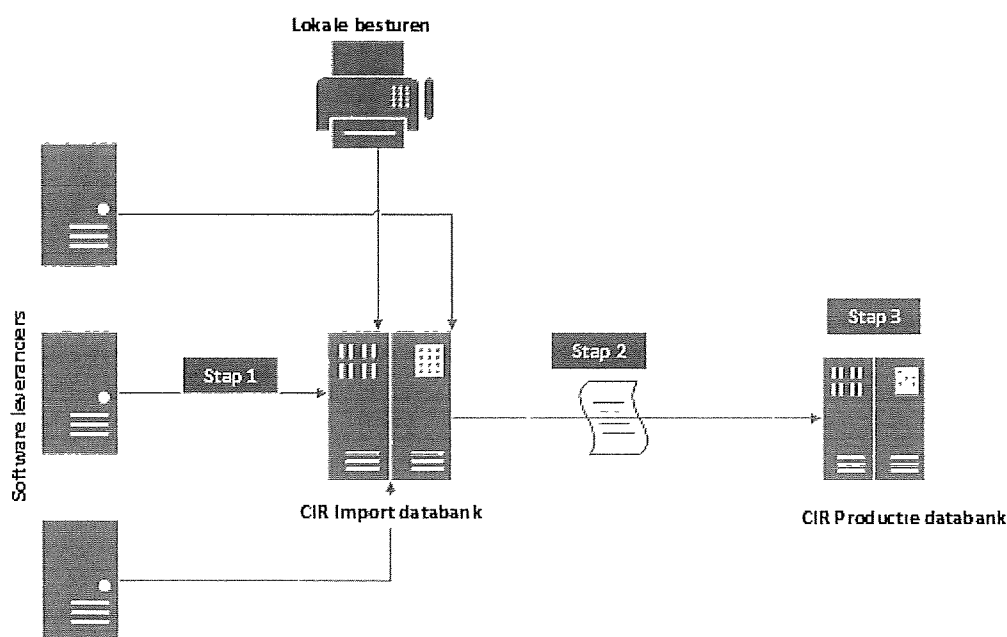 Lokale besturen
Software leveranciers
Stap 1
Stap 2
Stap 3
CIR Import databank
CIR Productie databank